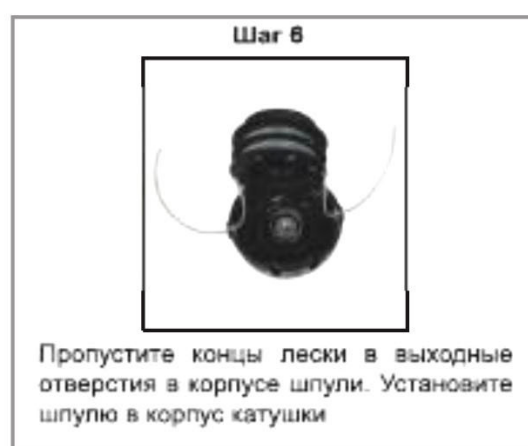 Шаг 6
Пропустите концы лески в выходные
отверстия в корпусе шпули. Установите
шпулю в корпус катушки